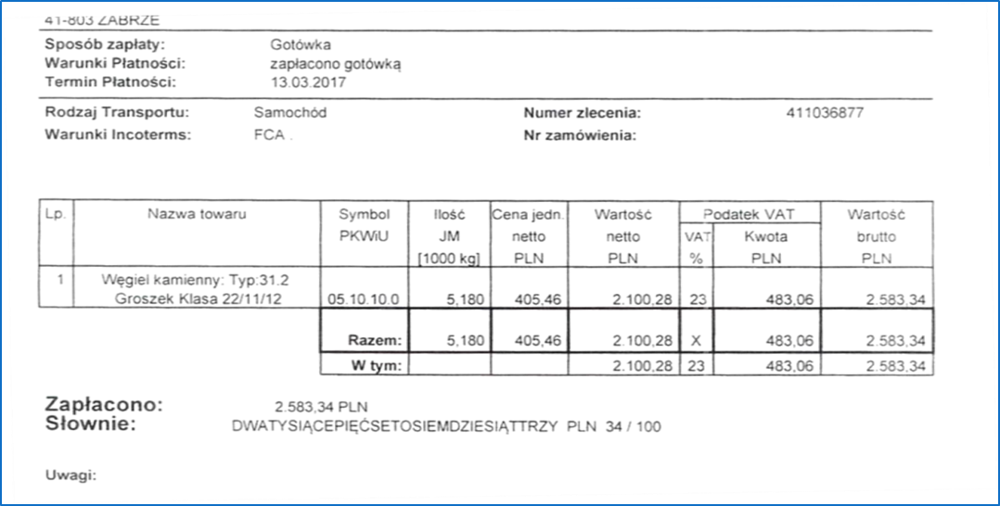 41-803 ZABRZE
Sposób zapłaty: Gotówka
Warunki Płatności: zapłacono gotówką
Termin Płatności: 13.03.2017
Rodzaj Transportu: Samochód Numer zlecenia: 411036877
Warunki Incoterms: FCA . Nr zamówienia:
Lp. Nazwa towaru Symbol Ilość Cena jedn. Wartość Podatek VAT Wartość
PKWiU JM netto netto VAT Kwota brutto
[1000 kg] PLN PLN % PLN PLN
1 Węgiel kamienny: Typ:31.2
Groszek Klasa 22/11/12 05.10.10.0 5,180 405,46 2.100,28 23 483,06 2.583,34
Razem: 5,180 405,46 2.100,28 X 483,06 2.583,34
W tym: 2.100,28 23 483,06 2.583,34
Zapłacono: 2.583,34 PLN
Słownie: DWATYSIĄCEPIĘĆSETOSIEMDZIESIĄTTRZY PLN 34 / 100
Uwagi: